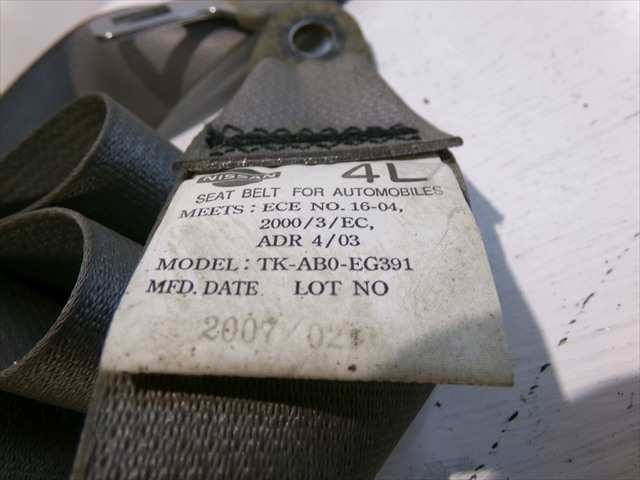 NISSAN 4L
SEAT BELT FOR AUTOMOBILES
MEETS: ECE NO. 16-04,
2000/3/EC,
ADR 4/03
MODEL: TK-AB0-EG391
MFD. DATE LOT NO